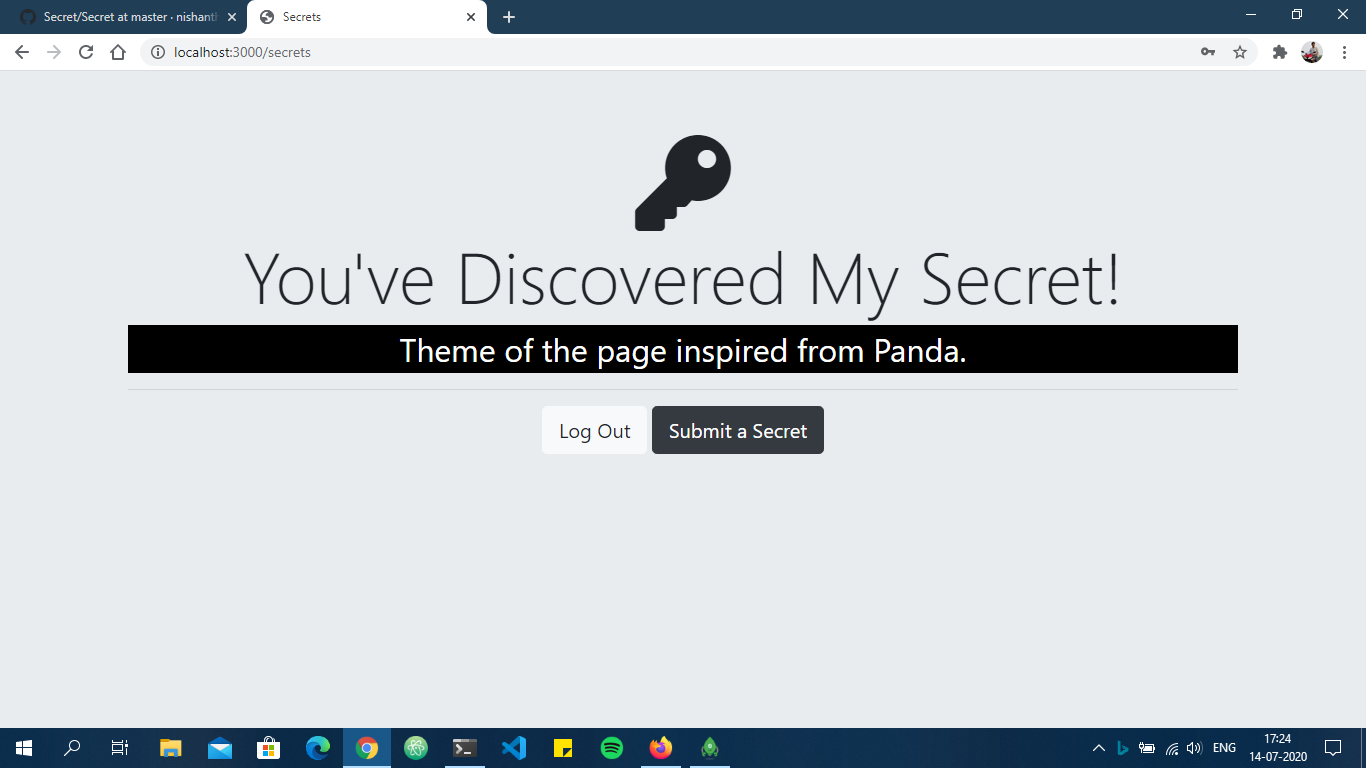 Secret/Secret at master · nishanth
Secrets
localhost:3000/secrets
You've Discovered My Secret!
Theme of the page inspired from Panda.
Log Out
Submit a Secret
ENG
17:24
14-07-2020